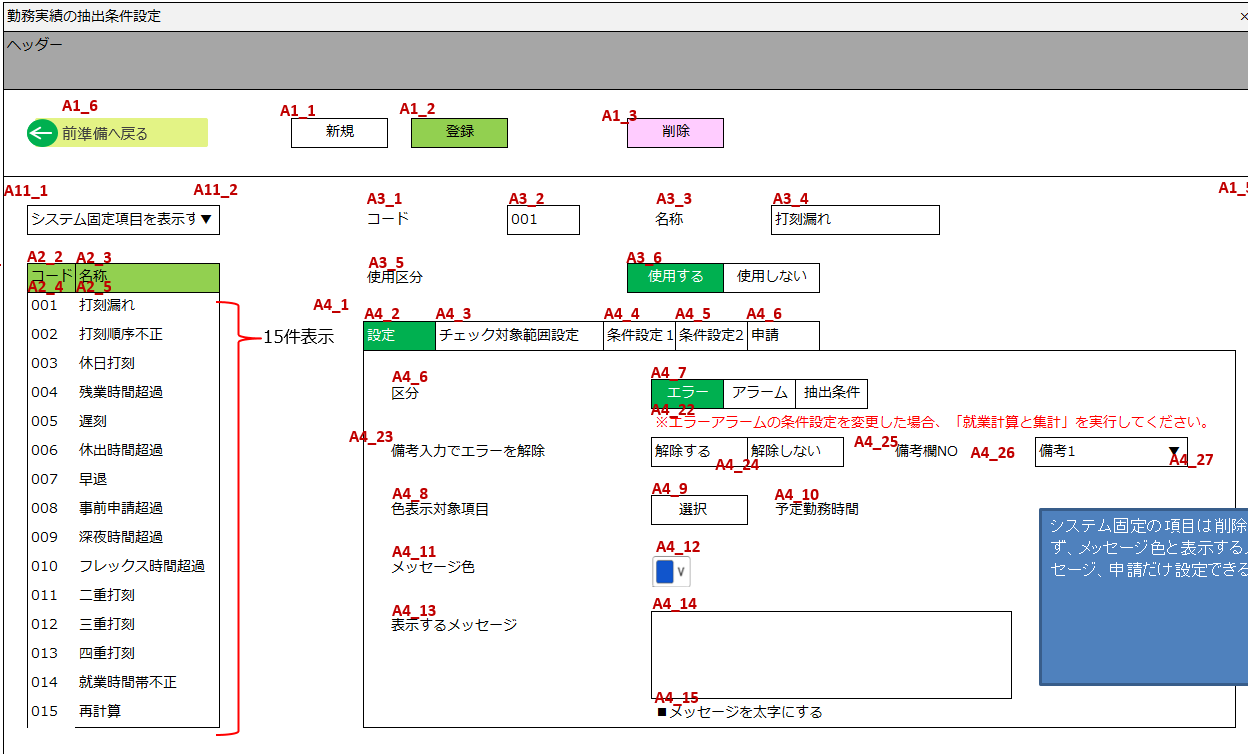 勤務実績の抽出条件設定
×
ヘッダー
A1_6
前準備へ戻る
A1_1
新規
A1_2
登録
A1_3
削除
A1_5
A11_1
A11_2
システム固定項目を表示す▼
A3_1
コード
A3_2
001
A3_3
名称
A3_4
打刻漏れ
A2_2
コード
A2_3
名称
A2_4
A2_5
001 打刻漏れ
002 打刻順序不正
003 休日打刻
004 残業時間超過
005 遅刻
006 休出時間超過
007 早退
008 事前申請超過
009 深夜時間超過
010 フレックス時間超過
011 二重打刻
012 三重打刻
013 四重打刻
014 就業時間帯不正
015 再計算
15件表示
A3_5
使用区分
A3_6
使用する
使用しない
A4_1
A4_2
設定
A4_3
チェック対象範囲設定
A4_4
条件設定1
A4_5
条件設定2
A4_6
申請
A4_6
区分
A4_7
エラー
アラーム
抽出条件
A4_22
※エラーアラームの条件設定を変更した場合、「就業計算と集計」を実行してください。
A4_23
備考入力でエラーを解除
解除する
解除しない
A4_24
A4_25
備考欄NO
A4_26
備考1
▼
A4_27
A4_8
色表示対象項目
A4_9
選択
A4_10
予定勤務時間
A4_11
メッセージ色
A4_12
A4_13
表示するメッセージ
A4_14
A4_15
■メッセージを太字にする
システム固定の項目は削除
ず、メッセージ色と表示する
セージ、申請だけ設定できる